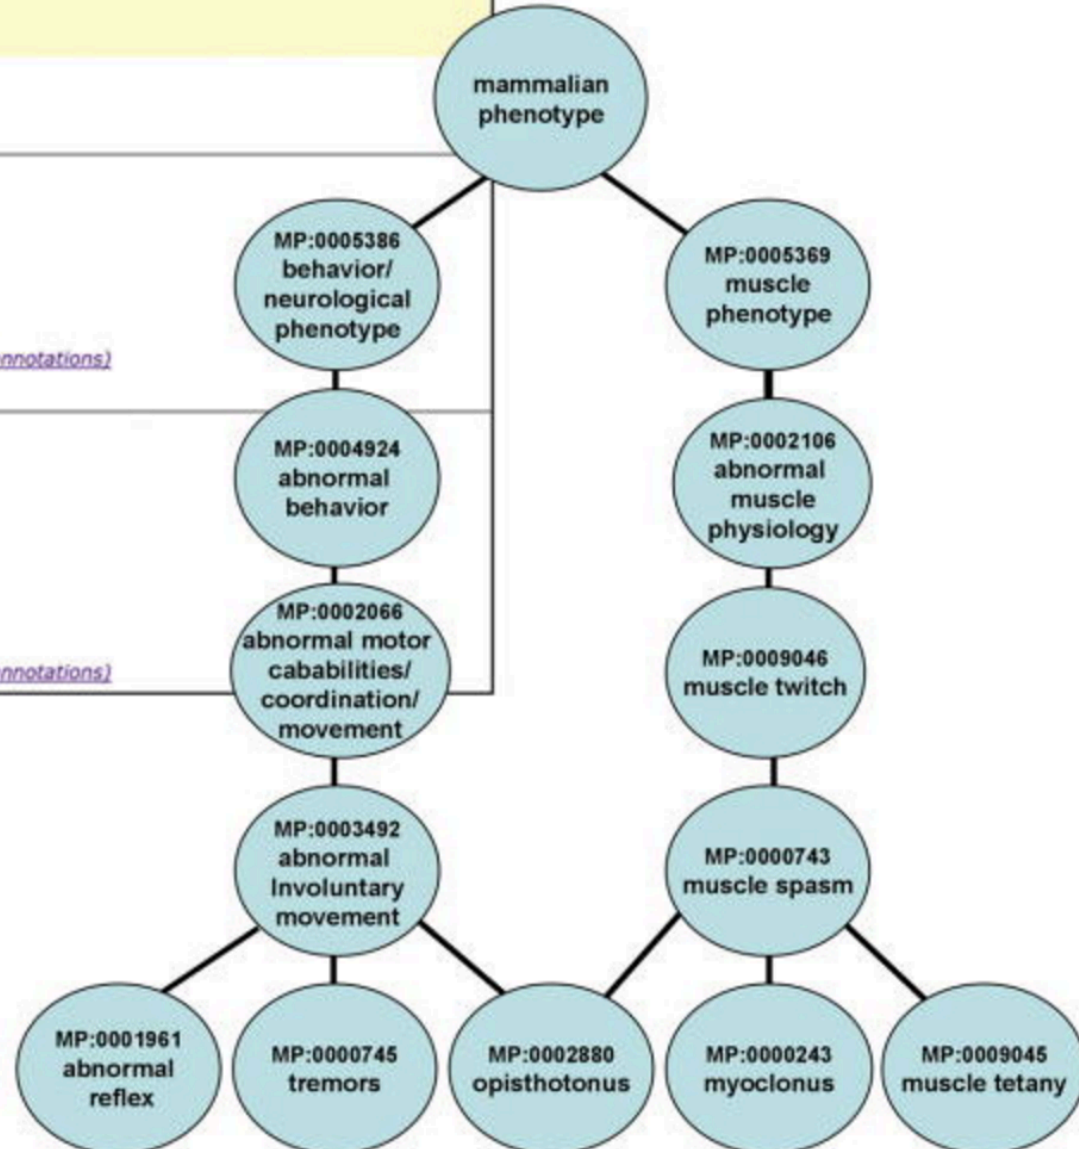 mammalian
phenotype
MP:0005386
behavior/
neurological
phenotype
MP:0005369
muscle
phenotype
nnotations)
MP:0004924
abnormal
behavior
MP:0002106
abnormal
muscle
physiology
MP:0002066
abnormal motor
cababilities/
coordination/
movement
nnotations)
MP:0009046
muscle twitch
MP:0003492
abnormal
Involuntary
movement
MP:0000743
muscle spasm
MP:0001961
abnormal
reflex
MP:0000745
tremors
MP:0002880
opisthotonus
MP:0000243
myoclonus
MP:0009045
muscle tetany